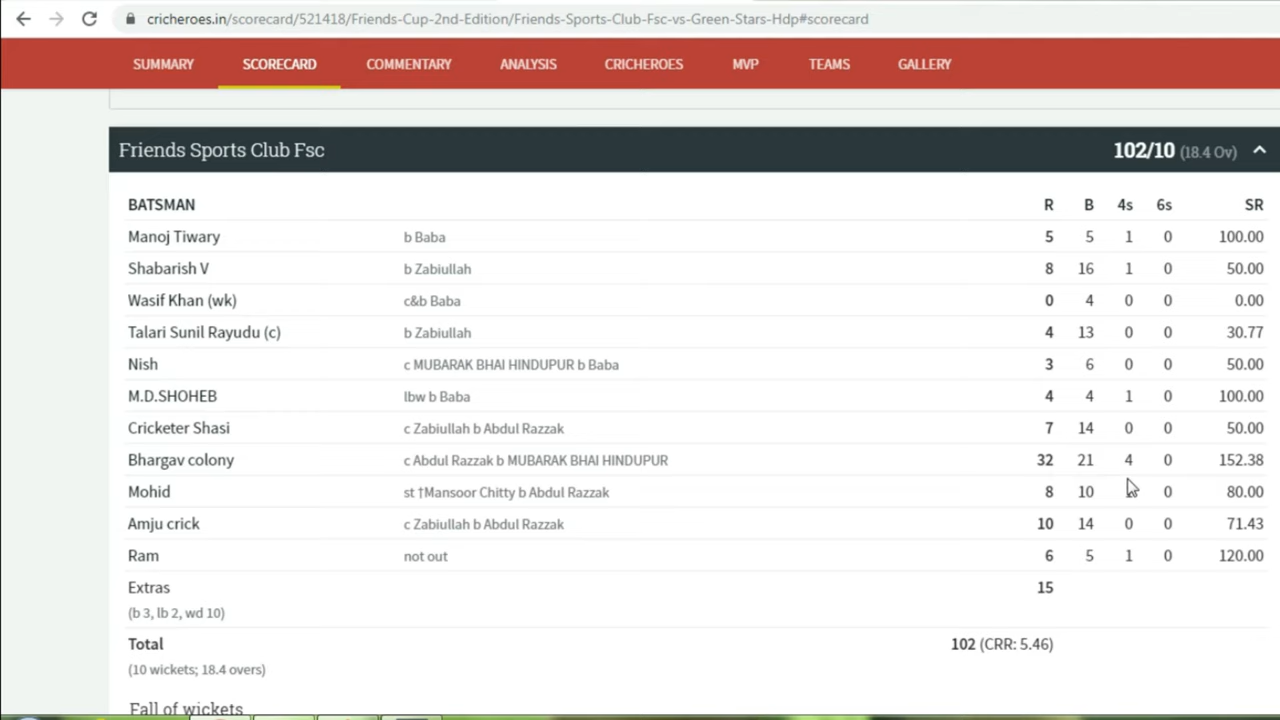 cricheroes.in/scorecard/521418/Friends-Cup-2nd-Edition/Friends-Sports-Club-Fsc-vs-Green-Stars-Hdp#scorecard
SUMMARY SCORECARD COMMENTARY ANALYSIS CRICHEROES MVP TEAMS GALLERY
Friends Sports Club Fsc 102/10 (18.4 Ov)
BATSMAN R B 4s 6s SR
Manoj Tiwary b Baba 5 5 1 0 100.00
Shabarish V b Zabiullah 8 16 1 0 50.00
Wasif Khan (wk) c&b Baba 0 4 0 0 0.00
Talari Sunil Rayudu (c) b Zabiullah 4 13 0 0 30.77
Nish c MUBARAK BHAI HINDUPUR b Baba 3 6 0 0 50.00
M.D.SHOHEB lbw b Baba 4 4 1 0 100.00
Cricketer Shasi c Zabiullah b Abdul Razzak 7 14 0 0 50.00
Bhargav colony c Abdul Razzak b MUBARAK BHAI HINDUPUR 32 21 4 0 152.38
Mohid st †Mansoor Chitty b Abdul Razzak 8 10 0 80.00
Amju crick c Zabiullah b Abdul Razzak 10 14 0 0 71.43
Ram not out 6 5 1 0 120.00
Extras 15
(b 3, lb 2, wd 10)
Total 102 (CRR: 5.46)
(10 wickets; 18.4 overs)
Fall of wickets